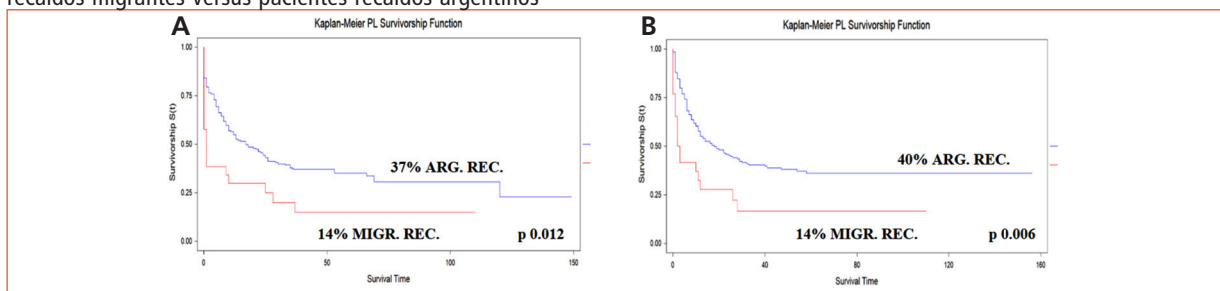 recaídos migrantes versus pacientes recaídos argentinos
A
Kaplan-Meier PL Survivorship Function
Survivorship S(t)
1.00
0.75
0.50
0.25
0.00
37% ARG. REC.
14% MIGR. REC.
p 0.012
0
50
100
150
Survival Time
B
Kaplan-Meier PL Survivorship Function
Survivorship S(t)
1.00
0.75
0.50
0.25
0.00
40% ARG. REC.
14% MIGR. REC.
p 0.006
0
40
80
120
160
Survival Time